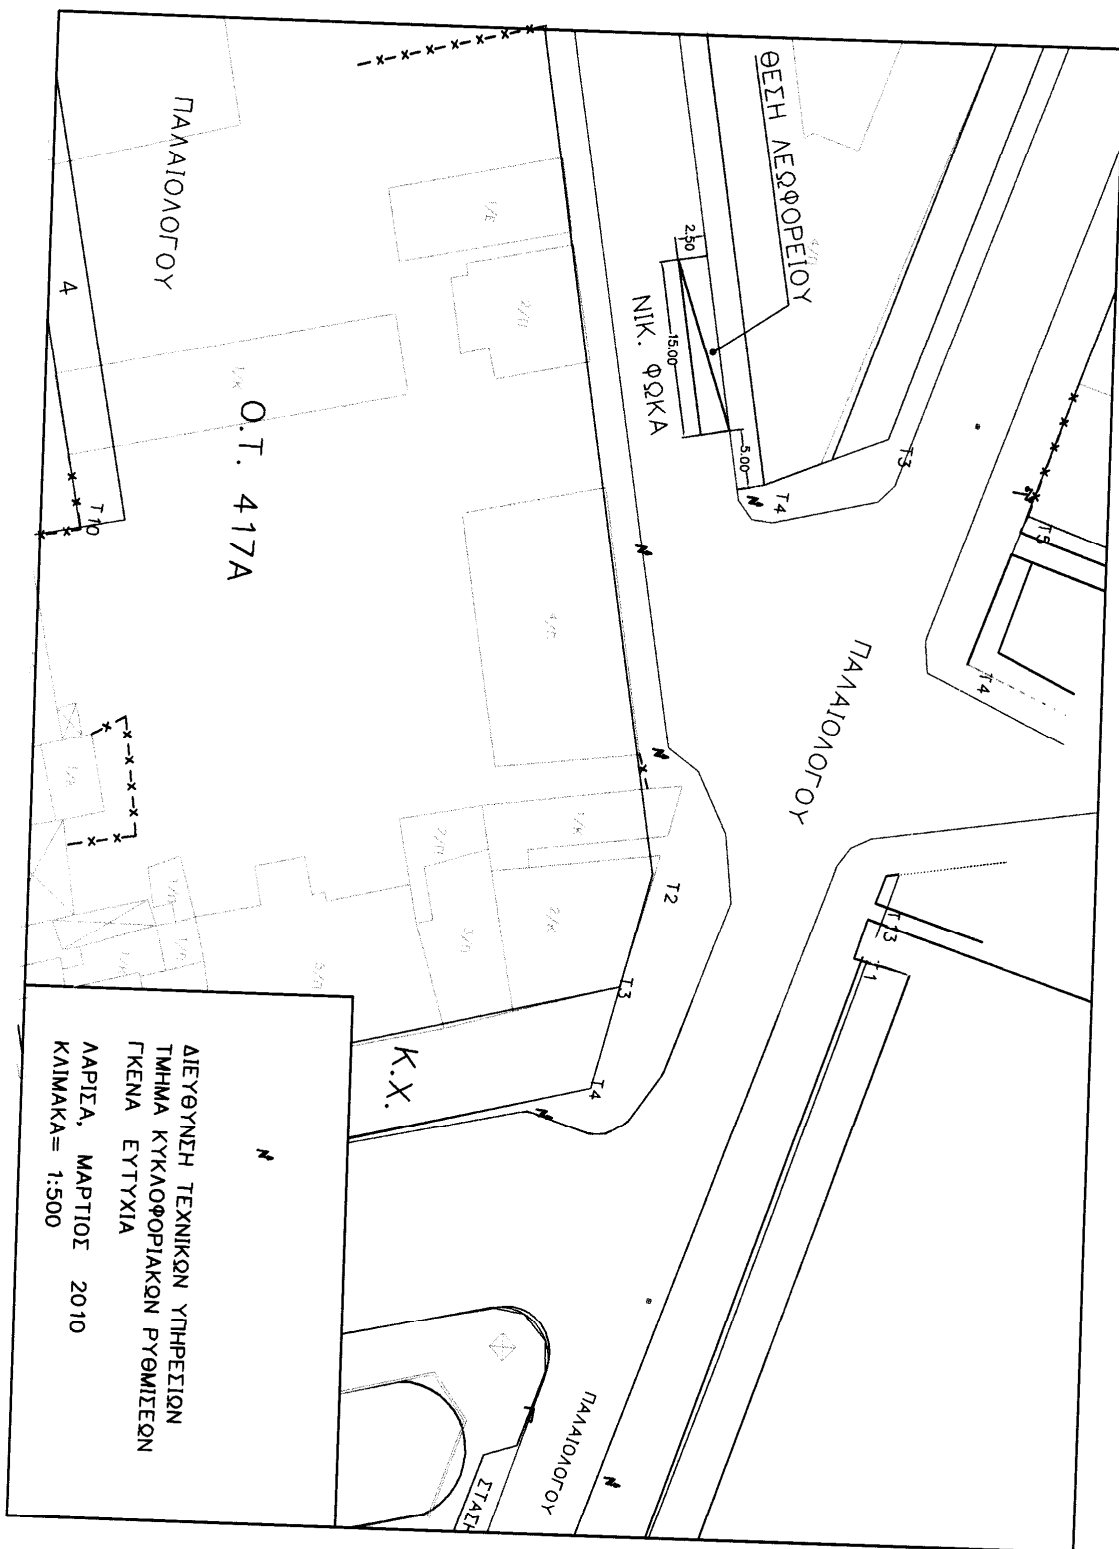 ΘΕΣΗ ΛΕΩΦΟΡΕΙΟΥ
ΠΑΛΑΙΟΛΟΓΟΥ
2.50
15.00
5.00
ΝΙΚ. ΦΩΚΑ
4
Τ10
Ο.Τ. 417Α
Τ3
Τ4
Τ5
Τ4
ΠΑΛΑΙΟΛΟΓΟΥ
Τ2
Τ13
Τ1
Τ3
Τ4
Κ.Χ.
ΠΑΛΑΙΟΛΟΓΟΥ
ΣΤΑΣΗ
ΔΙΕΥΘΥΝΣΗ ΤΕΧΝΙΚΩΝ ΥΠΗΡΕΣΙΩΝ
ΤΜΗΜΑ ΚΥΚΛΟΦΟΡΙΑΚΩΝ ΡΥΘΜΙΣΕΩΝ
ΓΚΕΝΑ ΕΥΤΥΧΙΑ
ΛΑΡΙΣΑ, ΜΑΡΤΙΟΣ 2010
ΚΛΙΜΑΚΑ= 1:500